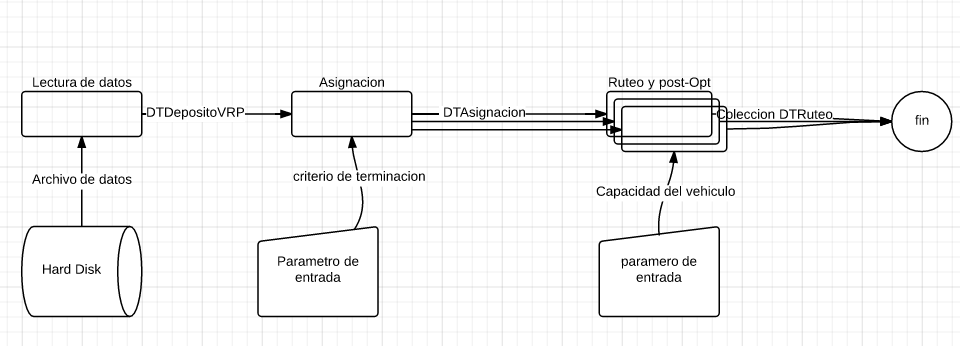 Lectura de datos
Asignacion
Ruteo y post-Opt
DTDepositoVRP
DTAsignacion
Coleccion DTRuteo
fin
Archivo de datos
criterio de terminacion
Capacidad del vehiculo
Hard Disk
Parametro de
entrada
paramero de
entrada